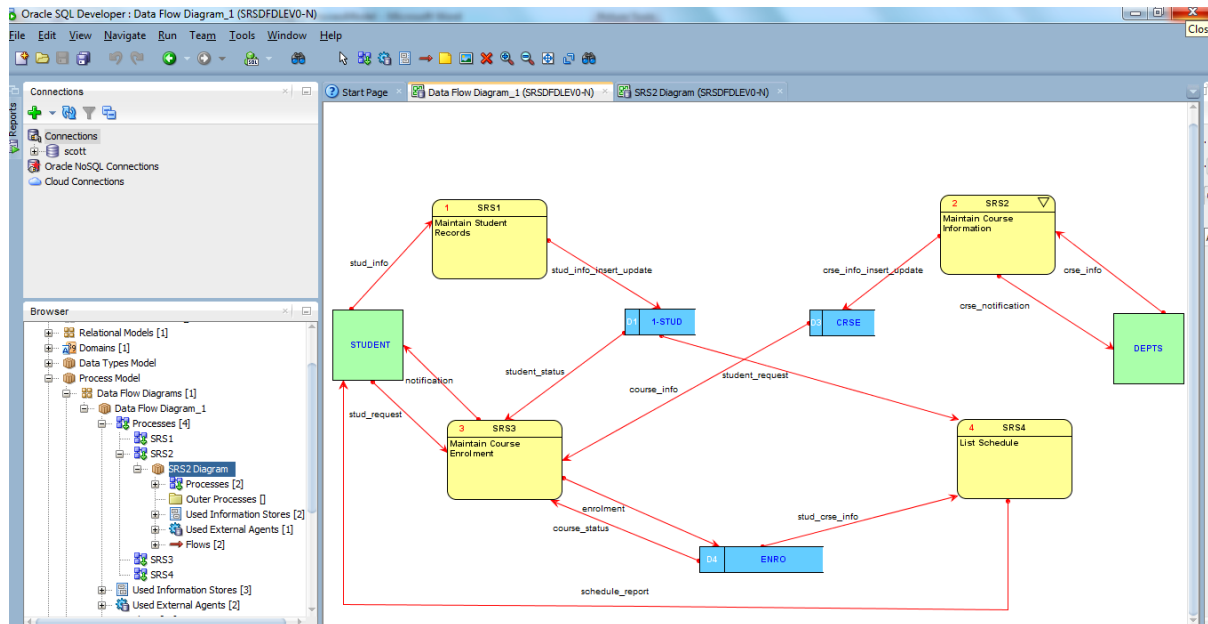 Oracle SQL Developer : Data Flow Diagram_1 (SRSDFDLEV0-N)
Close
File Edit View Navigate Run Team Tools Window Help
Connections
Start Page
Data Flow Diagram_1 (SRSDFDLEV0-N)
SRS2 Diagram (SRSDFDLEV0-N)
Reports
Connections
scott
Oracle NoSQL Connections
Cloud Connections
Browser
Relational Models [1]
Domains [1]
Data Types Model
Process Model
Data Flow Diagrams [1]
Data Flow Diagram_1
Processes [4]
SRS1
SRS2
SRS2 Diagram
Processes [2]
Outer Processes []
Used Information Stores [2]
Used External Agents [1]
Flows [2]
SRS3
SRS4
Used Information Stores [3]
Used External Agents [2]
1 SRS1
Maintain Student
Records
2 SRS2
Maintain Course
Information
stud_info
stud_info_insert_update
crse_info_insert_update
crse_info
crse_notification
D1 1-STUD
D3 CRSE
STUDENT
DEPTS
notification
student_status
student_request
course_info
stud_request
3 SRS3
Maintain Course
Enrolment
4 SRS4
List Schedule
enrolment
course_status
stud_crse_info
D4 ENRO
schedule_report